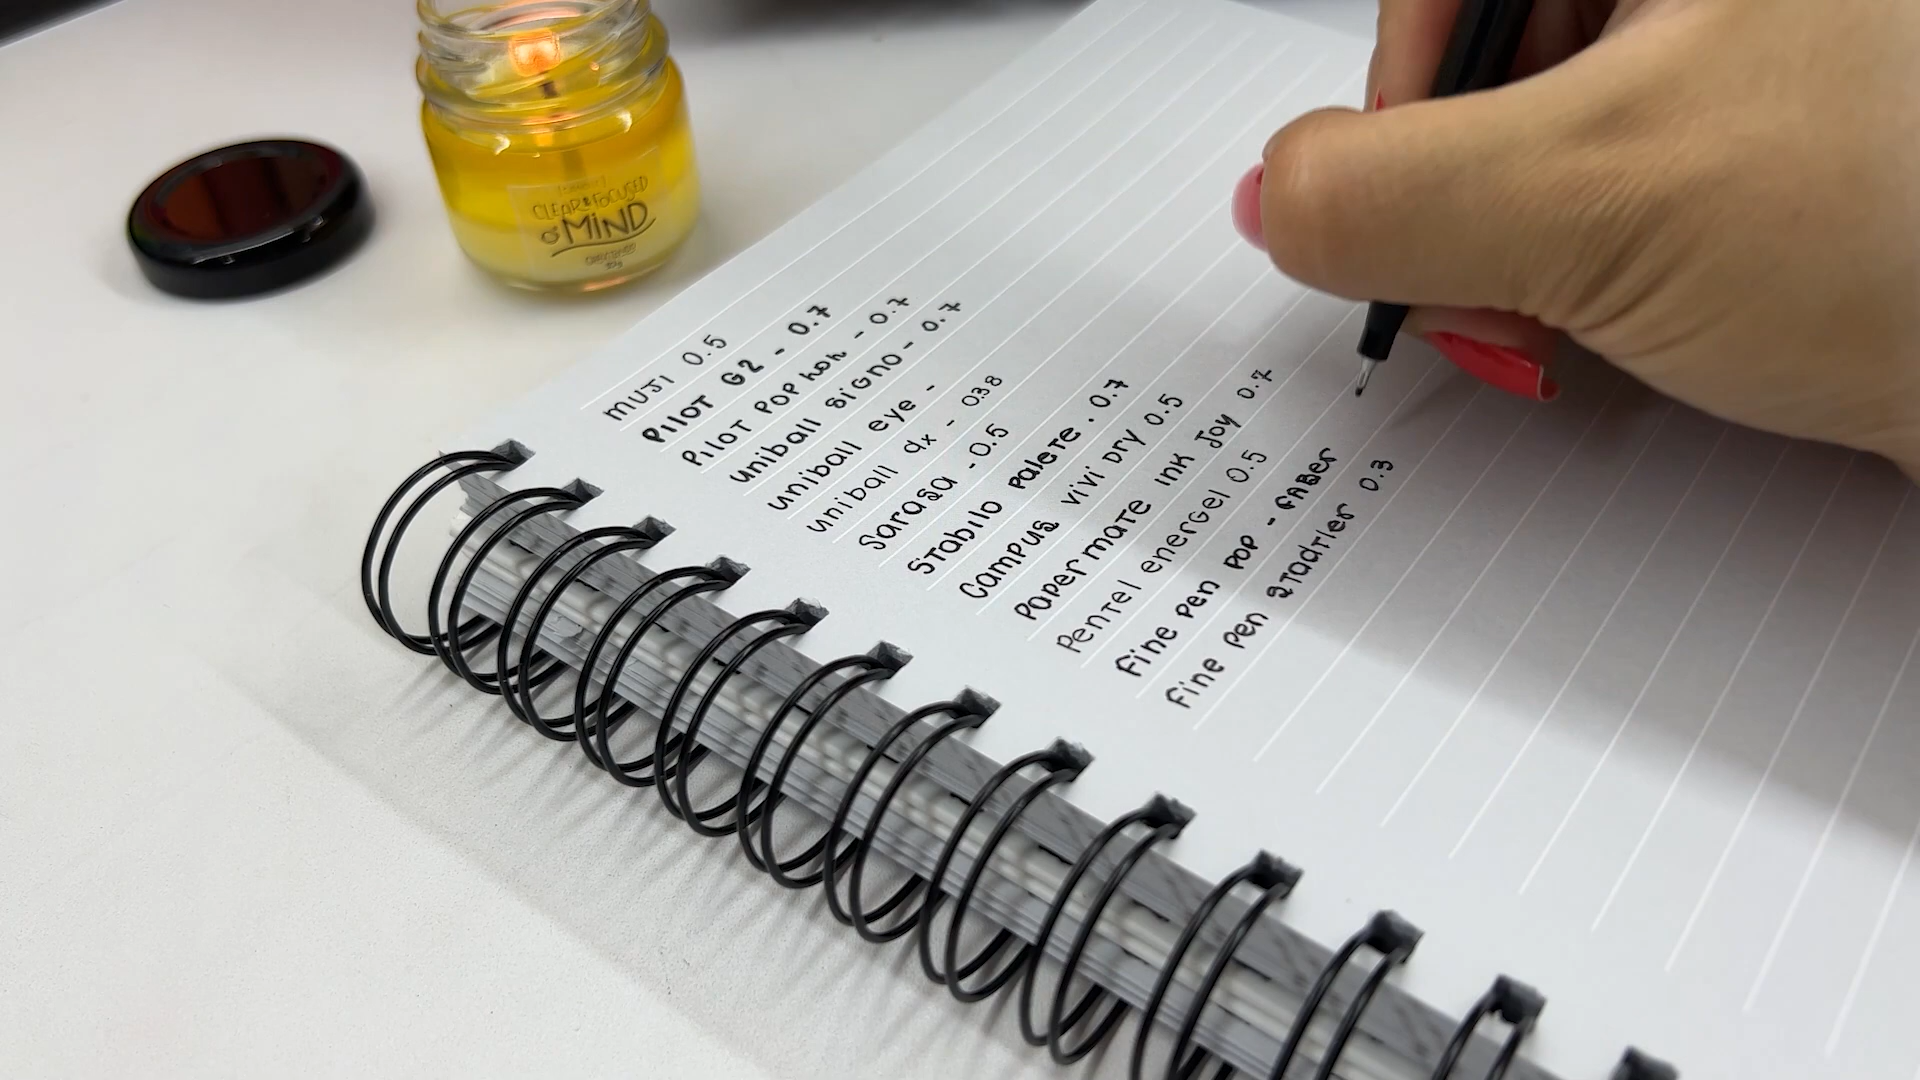 CLEAR & FOCUSED
MIND
MUJI 0.5
PILOT G2 - 0.7
PILOT POP LOL - 0.7
uniball signo - 0.7
uniball eye -
uniball dx - 0.38
Sarasa - 0.5
Stabilo palete . 0.7
Campus vivi DRY 0.5
Papermate ink Joy 0.7
Pentel energel 0.5
fine pen POP - FABER
fine pen stadtler 0.3